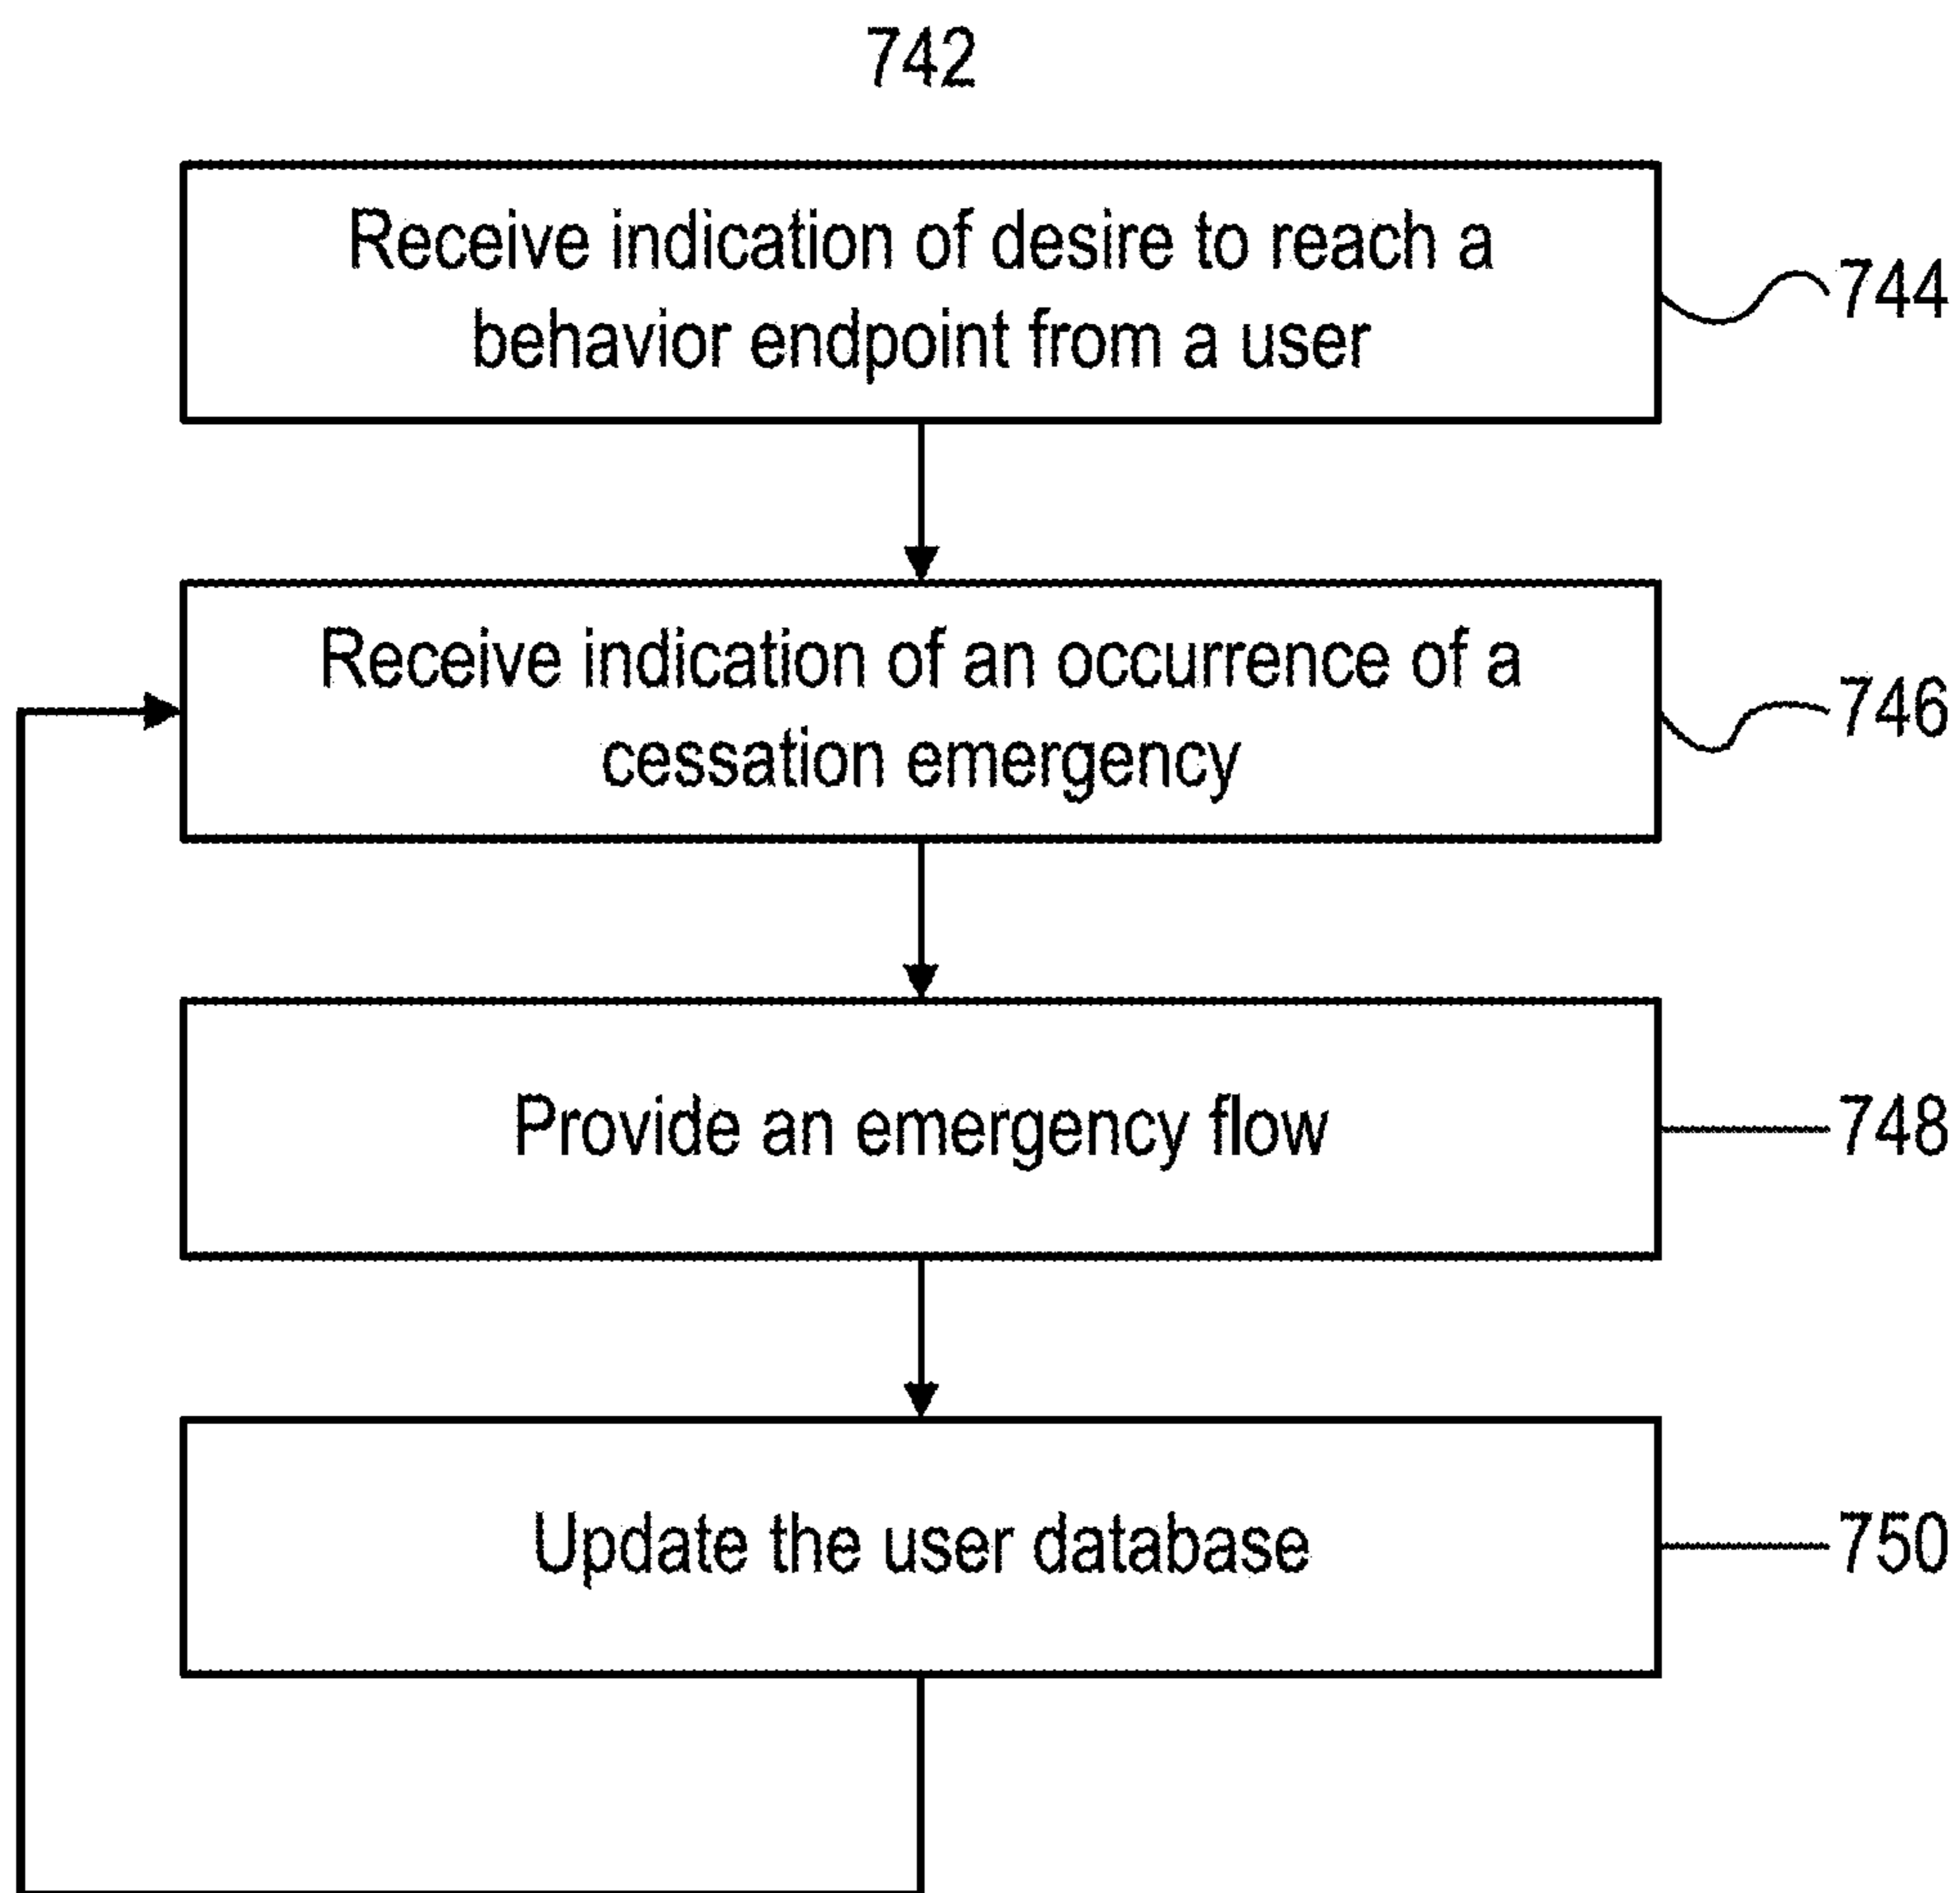 742
Receive indication of desire to reach a
behavior endpoint from a user
744
Receive indication of an occurrence of a
cessation emergency
746
Provide an emergency flow
748
Update the user database
750